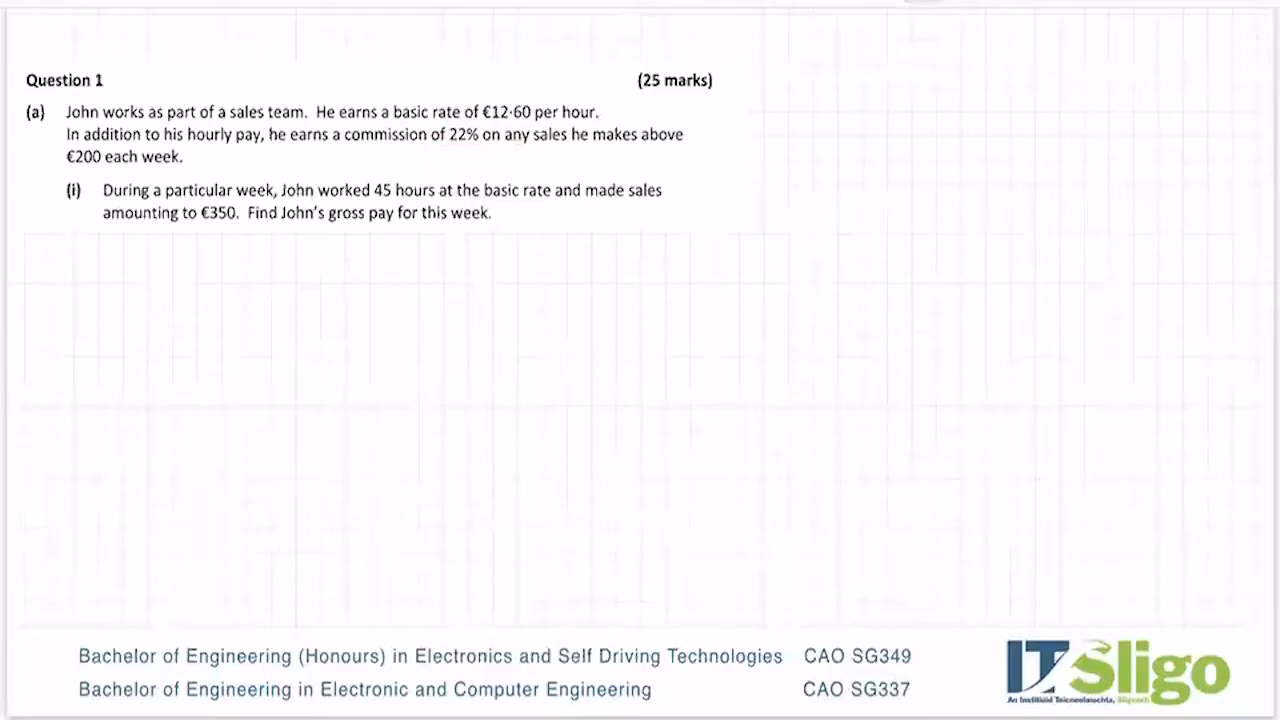 Question 1 (25 marks)
(a) John works as part of a sales team. He earns a basic rate of €12·60 per hour.
In addition to his hourly pay, he earns a commission of 22% on any sales he makes above
€200 each week.
(i) During a particular week, John worked 45 hours at the basic rate and made sales
amounting to €350. Find John's gross pay for this week.
Bachelor of Engineering (Honours) in Electronics and Self Driving Technologies CAO SG349
Bachelor of Engineering in Electronic and Computer Engineering CAO SG337
IT Sligo
An Institiúid Teicneolaíochta, Sligeach